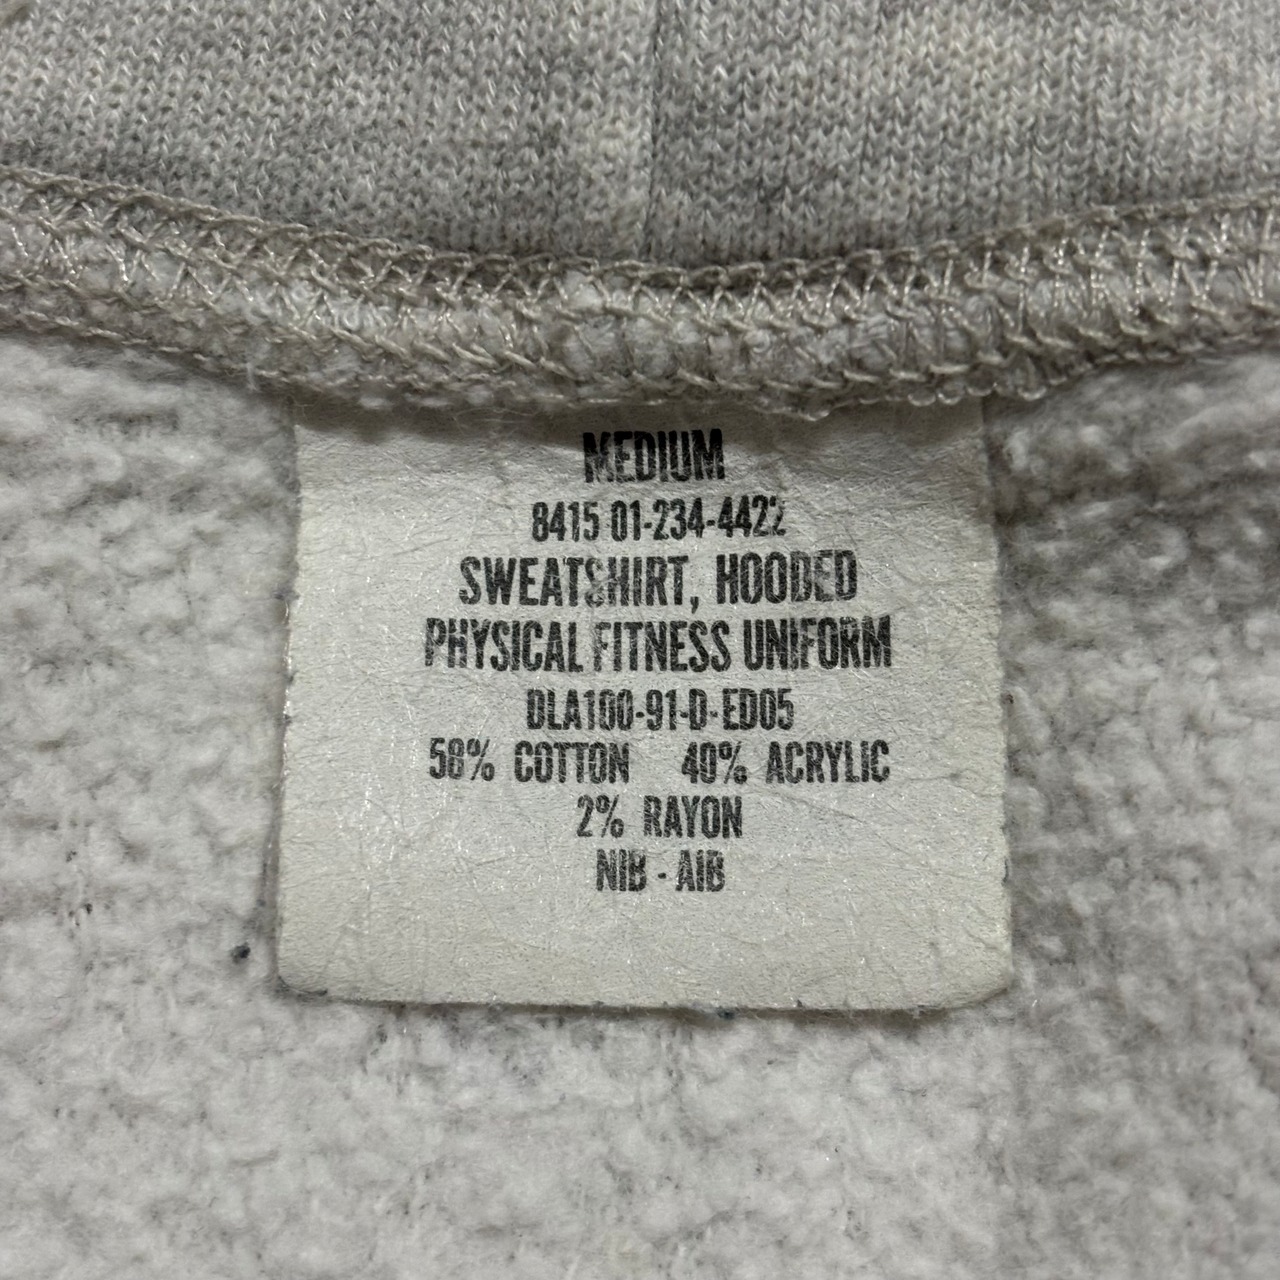 MEDIUM
8415 01-234-4422
SWEATSHIRT, HOODED
PHYSICAL FITNESS UNIFORM
DLA100-91-D-ED05
58% COTTON 40% ACRYLIC
2% RAYON
NIB - AIB